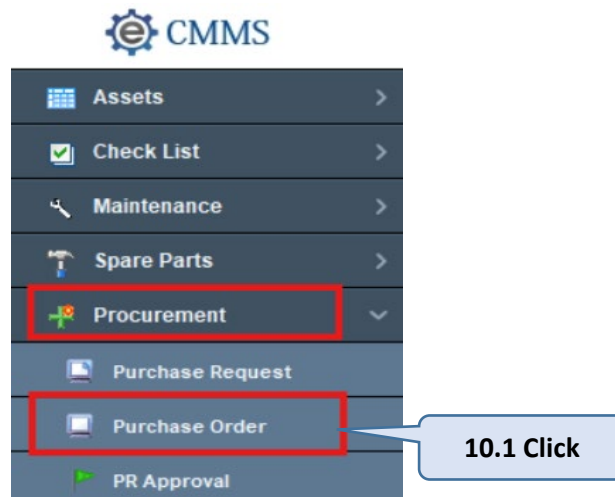 e CMMS
Assets
Check List
Maintenance
Spare Parts
Procurement
Purchase Request
Purchase Order
10.1 Click
PR Approval